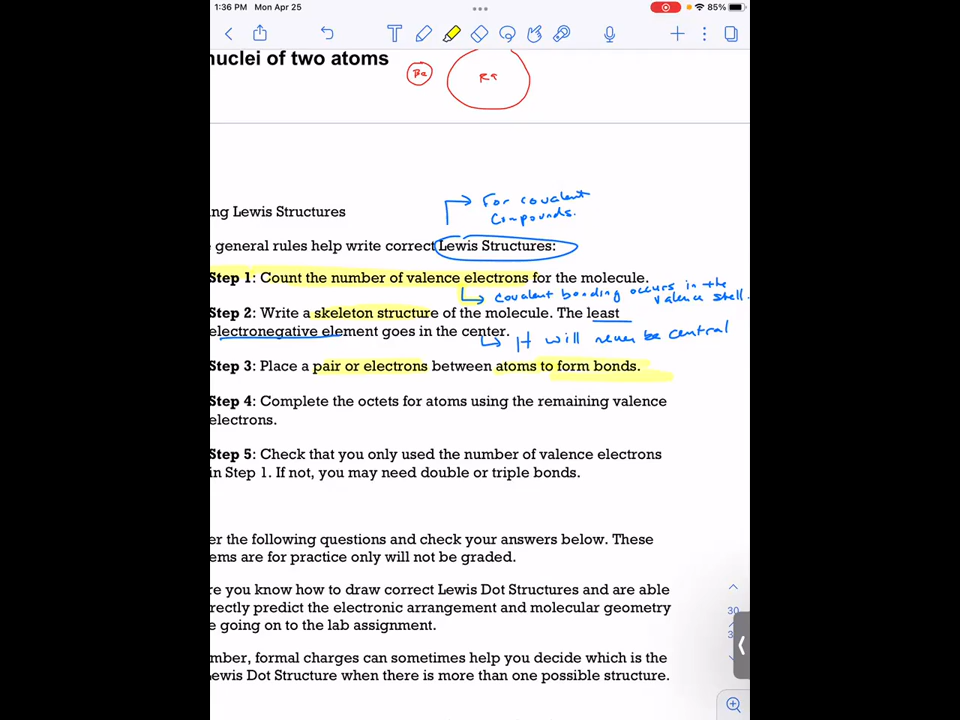 1:36 PM Mon Apr 25
85%
nuclei of two atoms
Be
Ra
For covalent
compounds.
ng Lewis Structures
general rules help write correct Lewis Structures:
Step 1: Count the number of valence electrons for the molecule.
covalent bonding occurs in the
valence shell.
Step 2: Write a skeleton structure of the molecule. The least
electronegative element goes in the center.
H will never be central
Step 3: Place a pair or electrons between atoms to form bonds.
Step 4: Complete the octets for atoms using the remaining valence
electrons.
Step 5: Check that you only used the number of valence electrons
in Step 1. If not, you may need double or triple bonds.
er the following questions and check your answers below. These
ems are for practice only will not be graded.
re you know how to draw correct Lewis Dot Structures and are able
rectly predict the electronic arrangement and molecular geometry
e going on to the lab assignment.
mber, formal charges can sometimes help you decide which is the
Lewis Dot Structure when there is more than one possible structure.
30